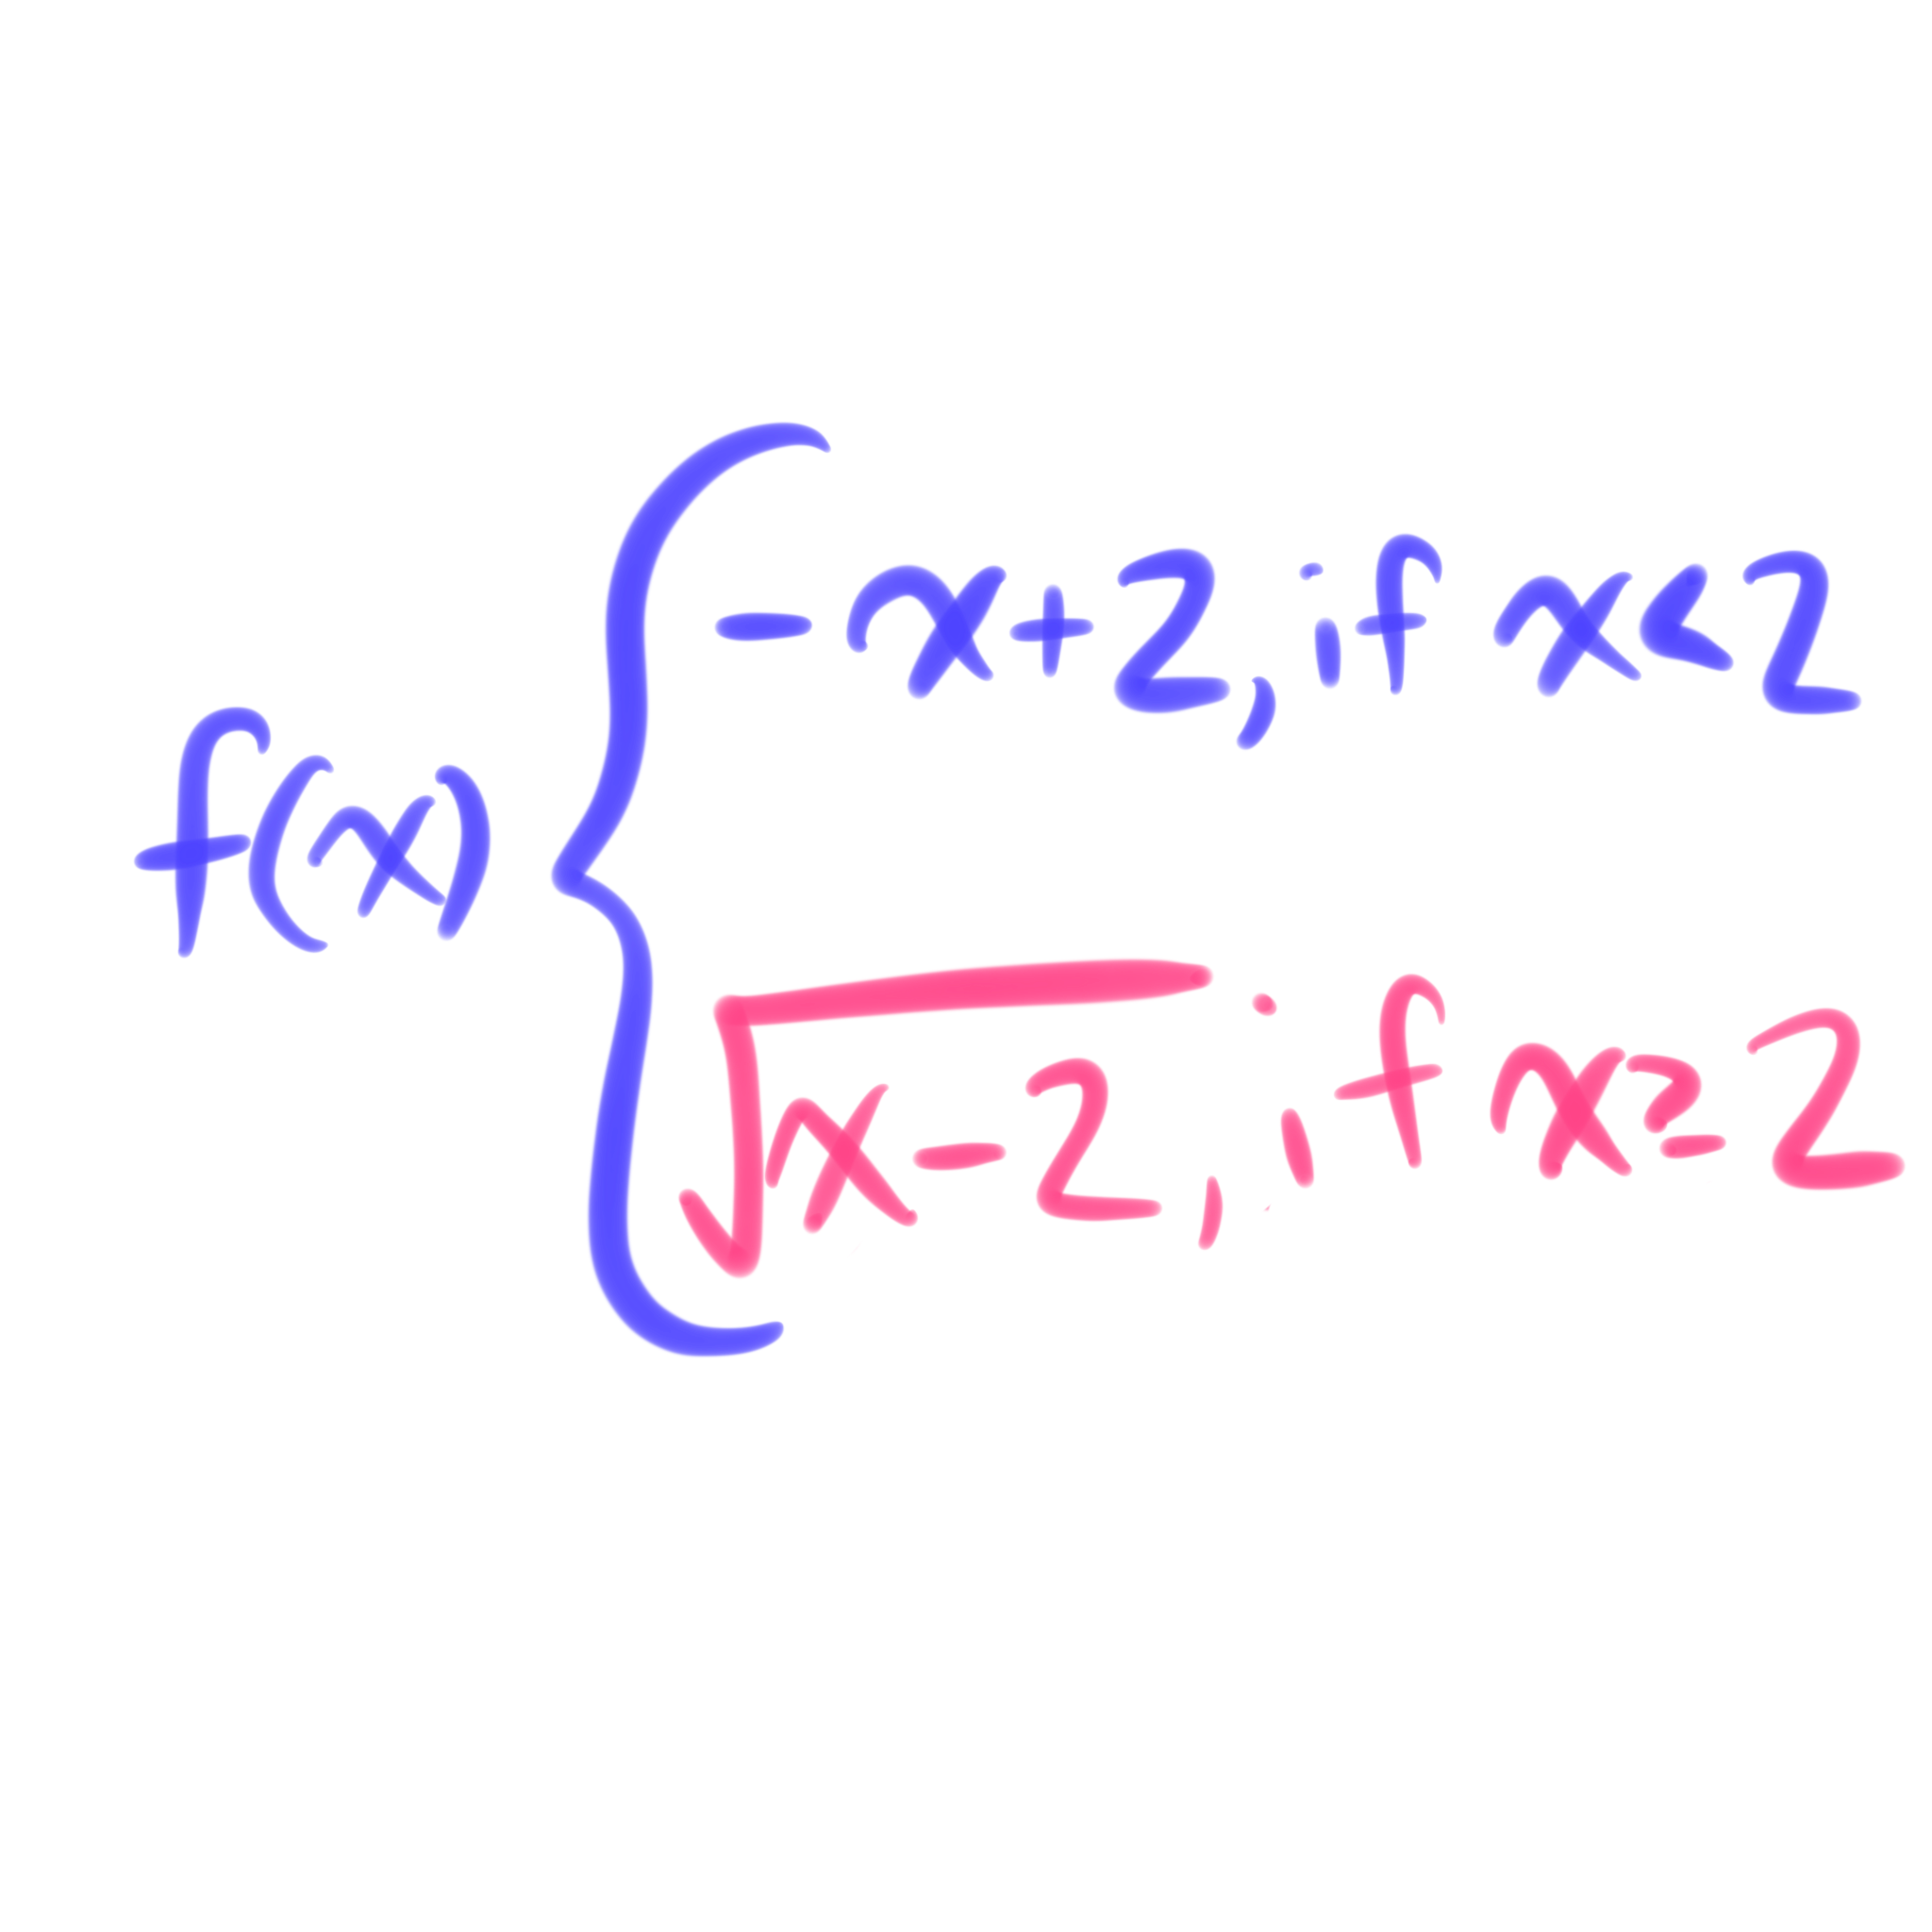 -x+2, if x<2
f(x) {
√x-2, if x≥2